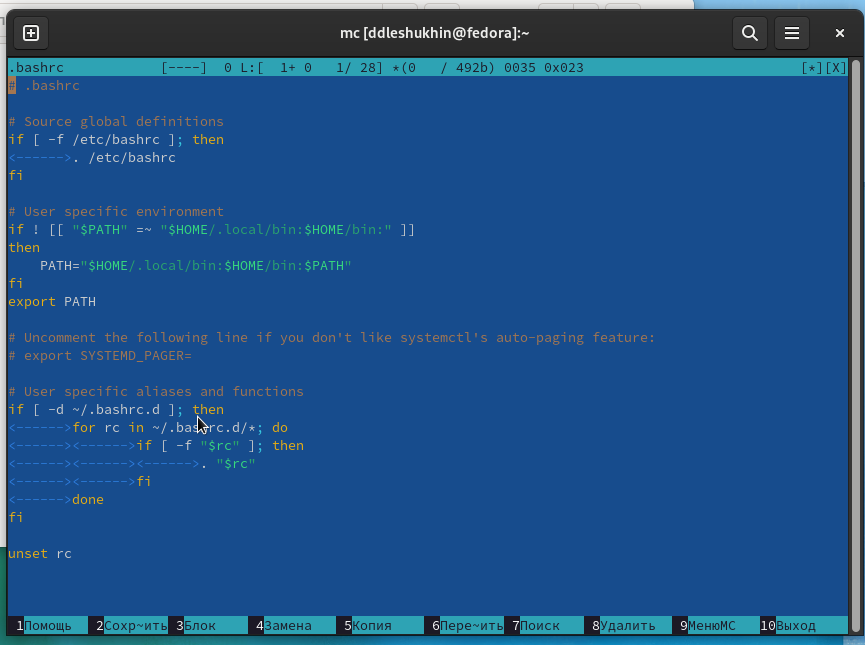 mc [ddleshukhin@fedora]:~
.bashrc [----] 0 L:[ 1+ 0 1/ 28] *(0 / 492b) 0035 0x023 [*][X]
# .bashrc
# Source global definitions
if [ -f /etc/bashrc ]; then
<------>. /etc/bashrc
fi
# User specific environment
if ! [[ "$PATH" =~ "$HOME/.local/bin:$HOME/bin:" ]]
then
    PATH="$HOME/.local/bin:$HOME/bin:$PATH"
fi
export PATH
# Uncomment the following line if you don't like systemctl's auto-paging feature:
# export SYSTEMD_PAGER=
# User specific aliases and functions
if [ -d ~/.bashrc.d ]; then
<------>for rc in ~/.bashrc.d/*; do
<------><------>if [ -f "$rc" ]; then
<------><------><------>. "$rc"
<------><------>fi
<------>done
fi
unset rc
1Помощь 2Сохр~ить 3Блок 4Замена 5Копия 6Пере~ить 7Поиск 8Удалить 9МенюMC 10Выход